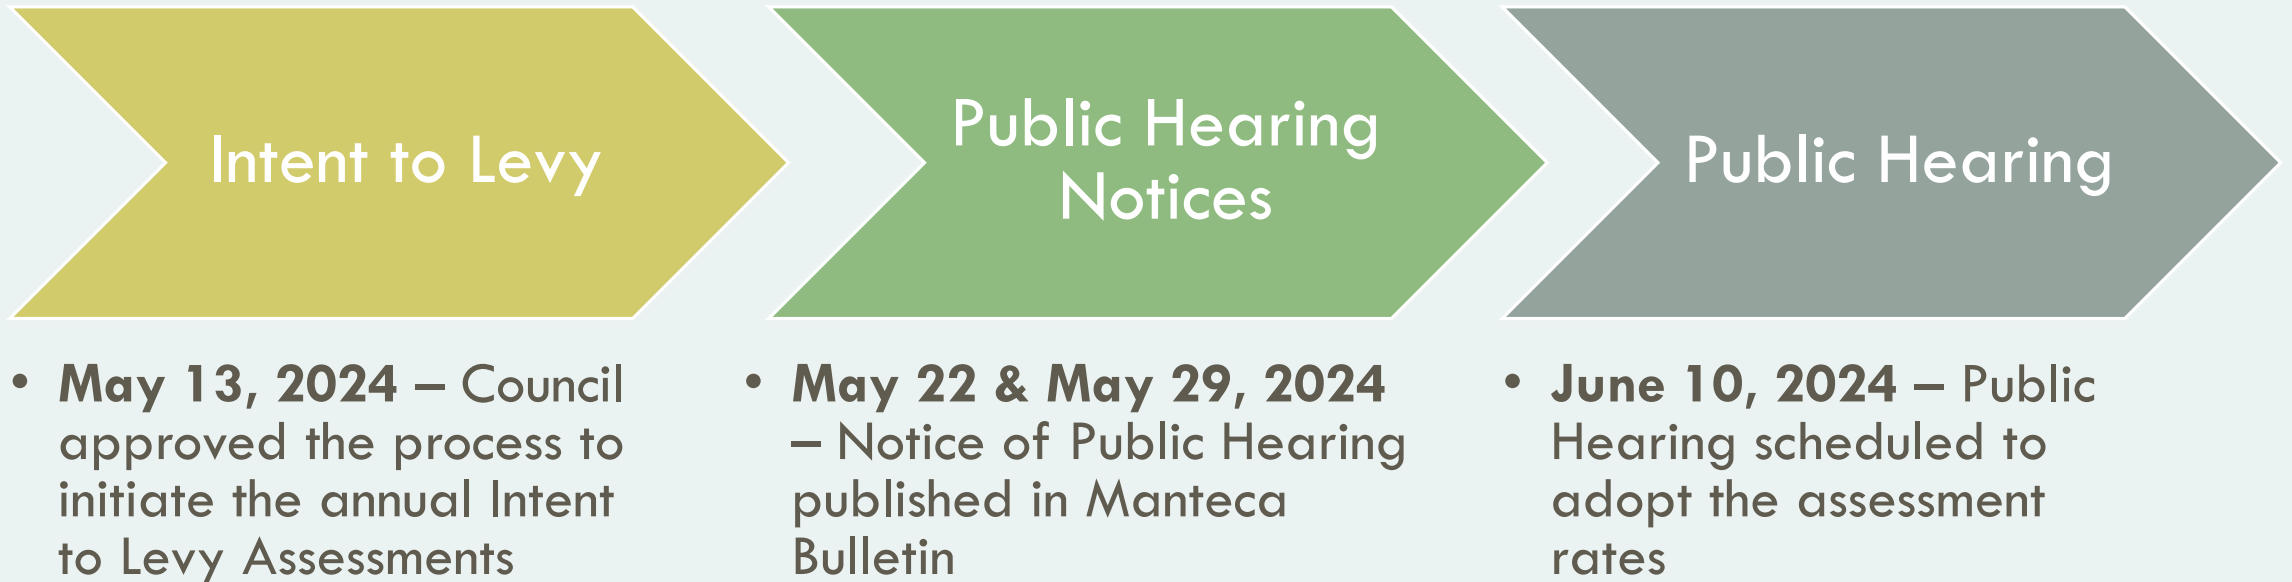 Intent to Levy
Public Hearing
Notices
Public Hearing
• May 13, 2024 – Council
approved the process to
initiate the annual Intent
to Levy Assessments
• May 22 & May 29, 2024
– Notice of Public Hearing
published in Manteca
Bulletin
• June 10, 2024 – Public
Hearing scheduled to
adopt the assessment
rates